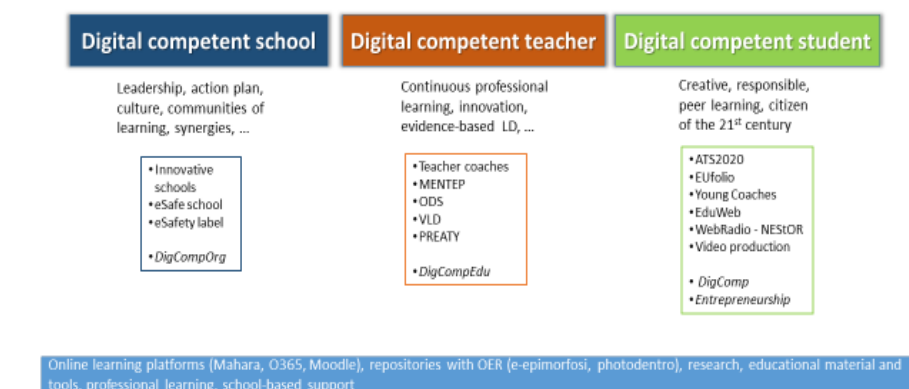 Digital competent school
Leadership, action plan,
culture, communities of
learning, synergies, ...
•Innovative
schools
•eSafe school
•eSafety label
•DigCompOrg
Digital competent teacher
Continuous professional
learning, innovation,
evidence-based LD, ...
•Teacher coaches
•MENTEP
•ODS
•VLD
•PREATY
•DigCompEdu
Digital competent student
Creative, responsible,
peer learning, citizen
of the 21st century
•ATS2020
•EUfolio
•Young Coaches
•EduWeb
•WebRadio - NEStOR
•Video production
• DigComp
•Entrepreneurship
Online learning platforms (Mahara, O365, Moodle), repositories with OER (e-epimorfosi, photodentro), research, educational material and
tools, professional learning, school-based support